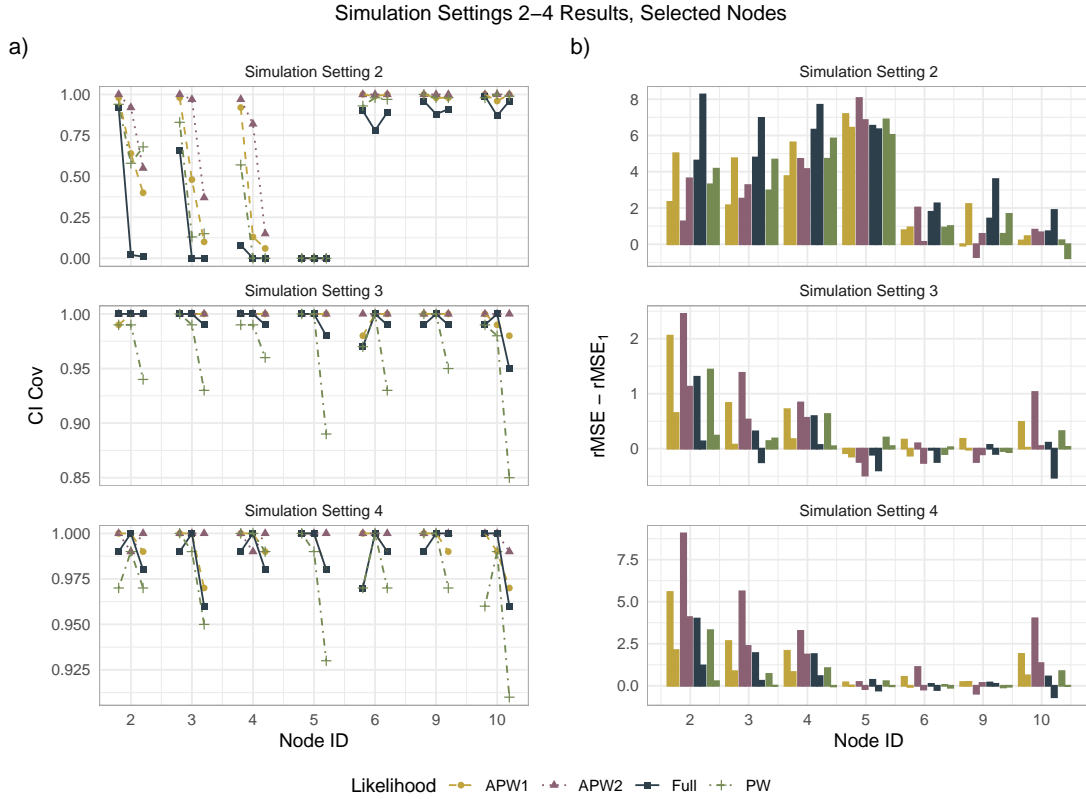 Simulation Settings 2−4 Results, Selected Nodes
a)
Simulation Setting 2
1.00
0.75
0.50
0.25
0.00
Simulation Setting 3
1.00
0.95
0.90
0.85
Simulation Setting 4
1.000
0.975
0.950
0.925
CI Cov
2 3 4 5 6 9 10
Node ID
b)
Simulation Setting 2
8
6
4
2
0
Simulation Setting 3
2
1
0
Simulation Setting 4
7.5
5.0
2.5
0.0
rMSE − rMSE₁
2 3 4 5 6 9 10
Node ID
Likelihood APW1 APW2 Full PW